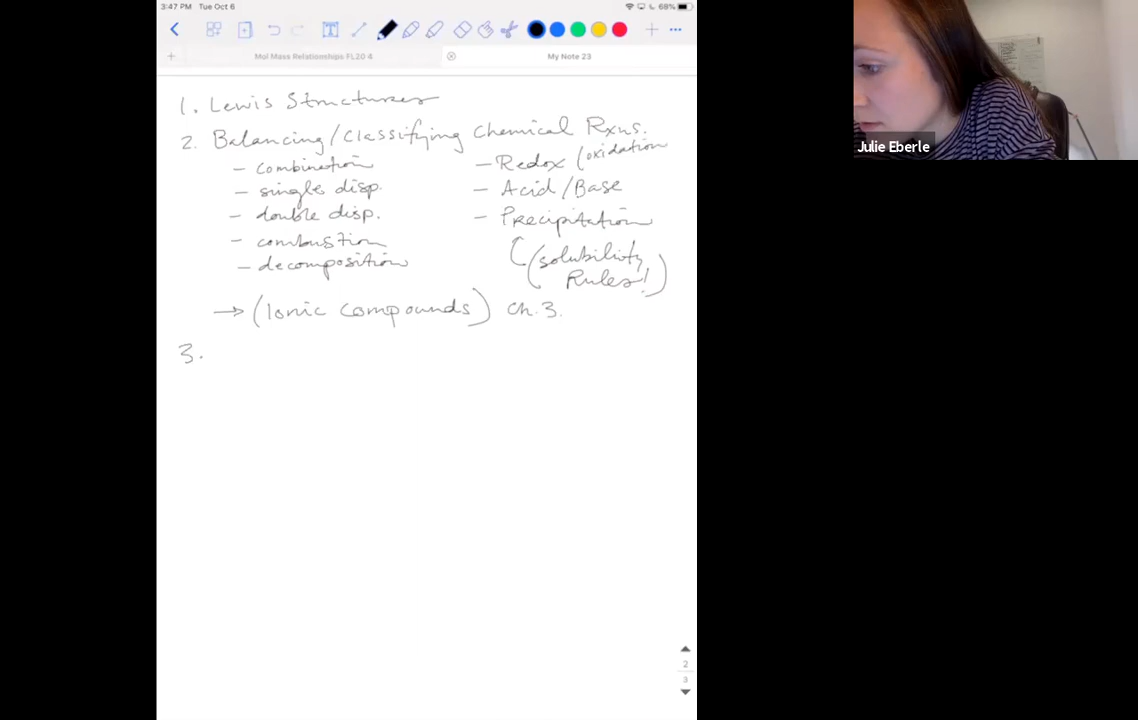 3:47 PM Tue Oct 6
68%
Mol Mass Relationships FL20 4
My Note 23
1. Lewis Structures
2. Balancing/Classifying Chemical Rxns.
- combination
- single disp.
- double disp.
- combustion
- decomposition
- Redox (oxidation
- Acid/Base
- Precipitation
(solubility
Rules!)
→ (Ionic compounds) Ch. 3.
3.
2
3
Julie Eberle